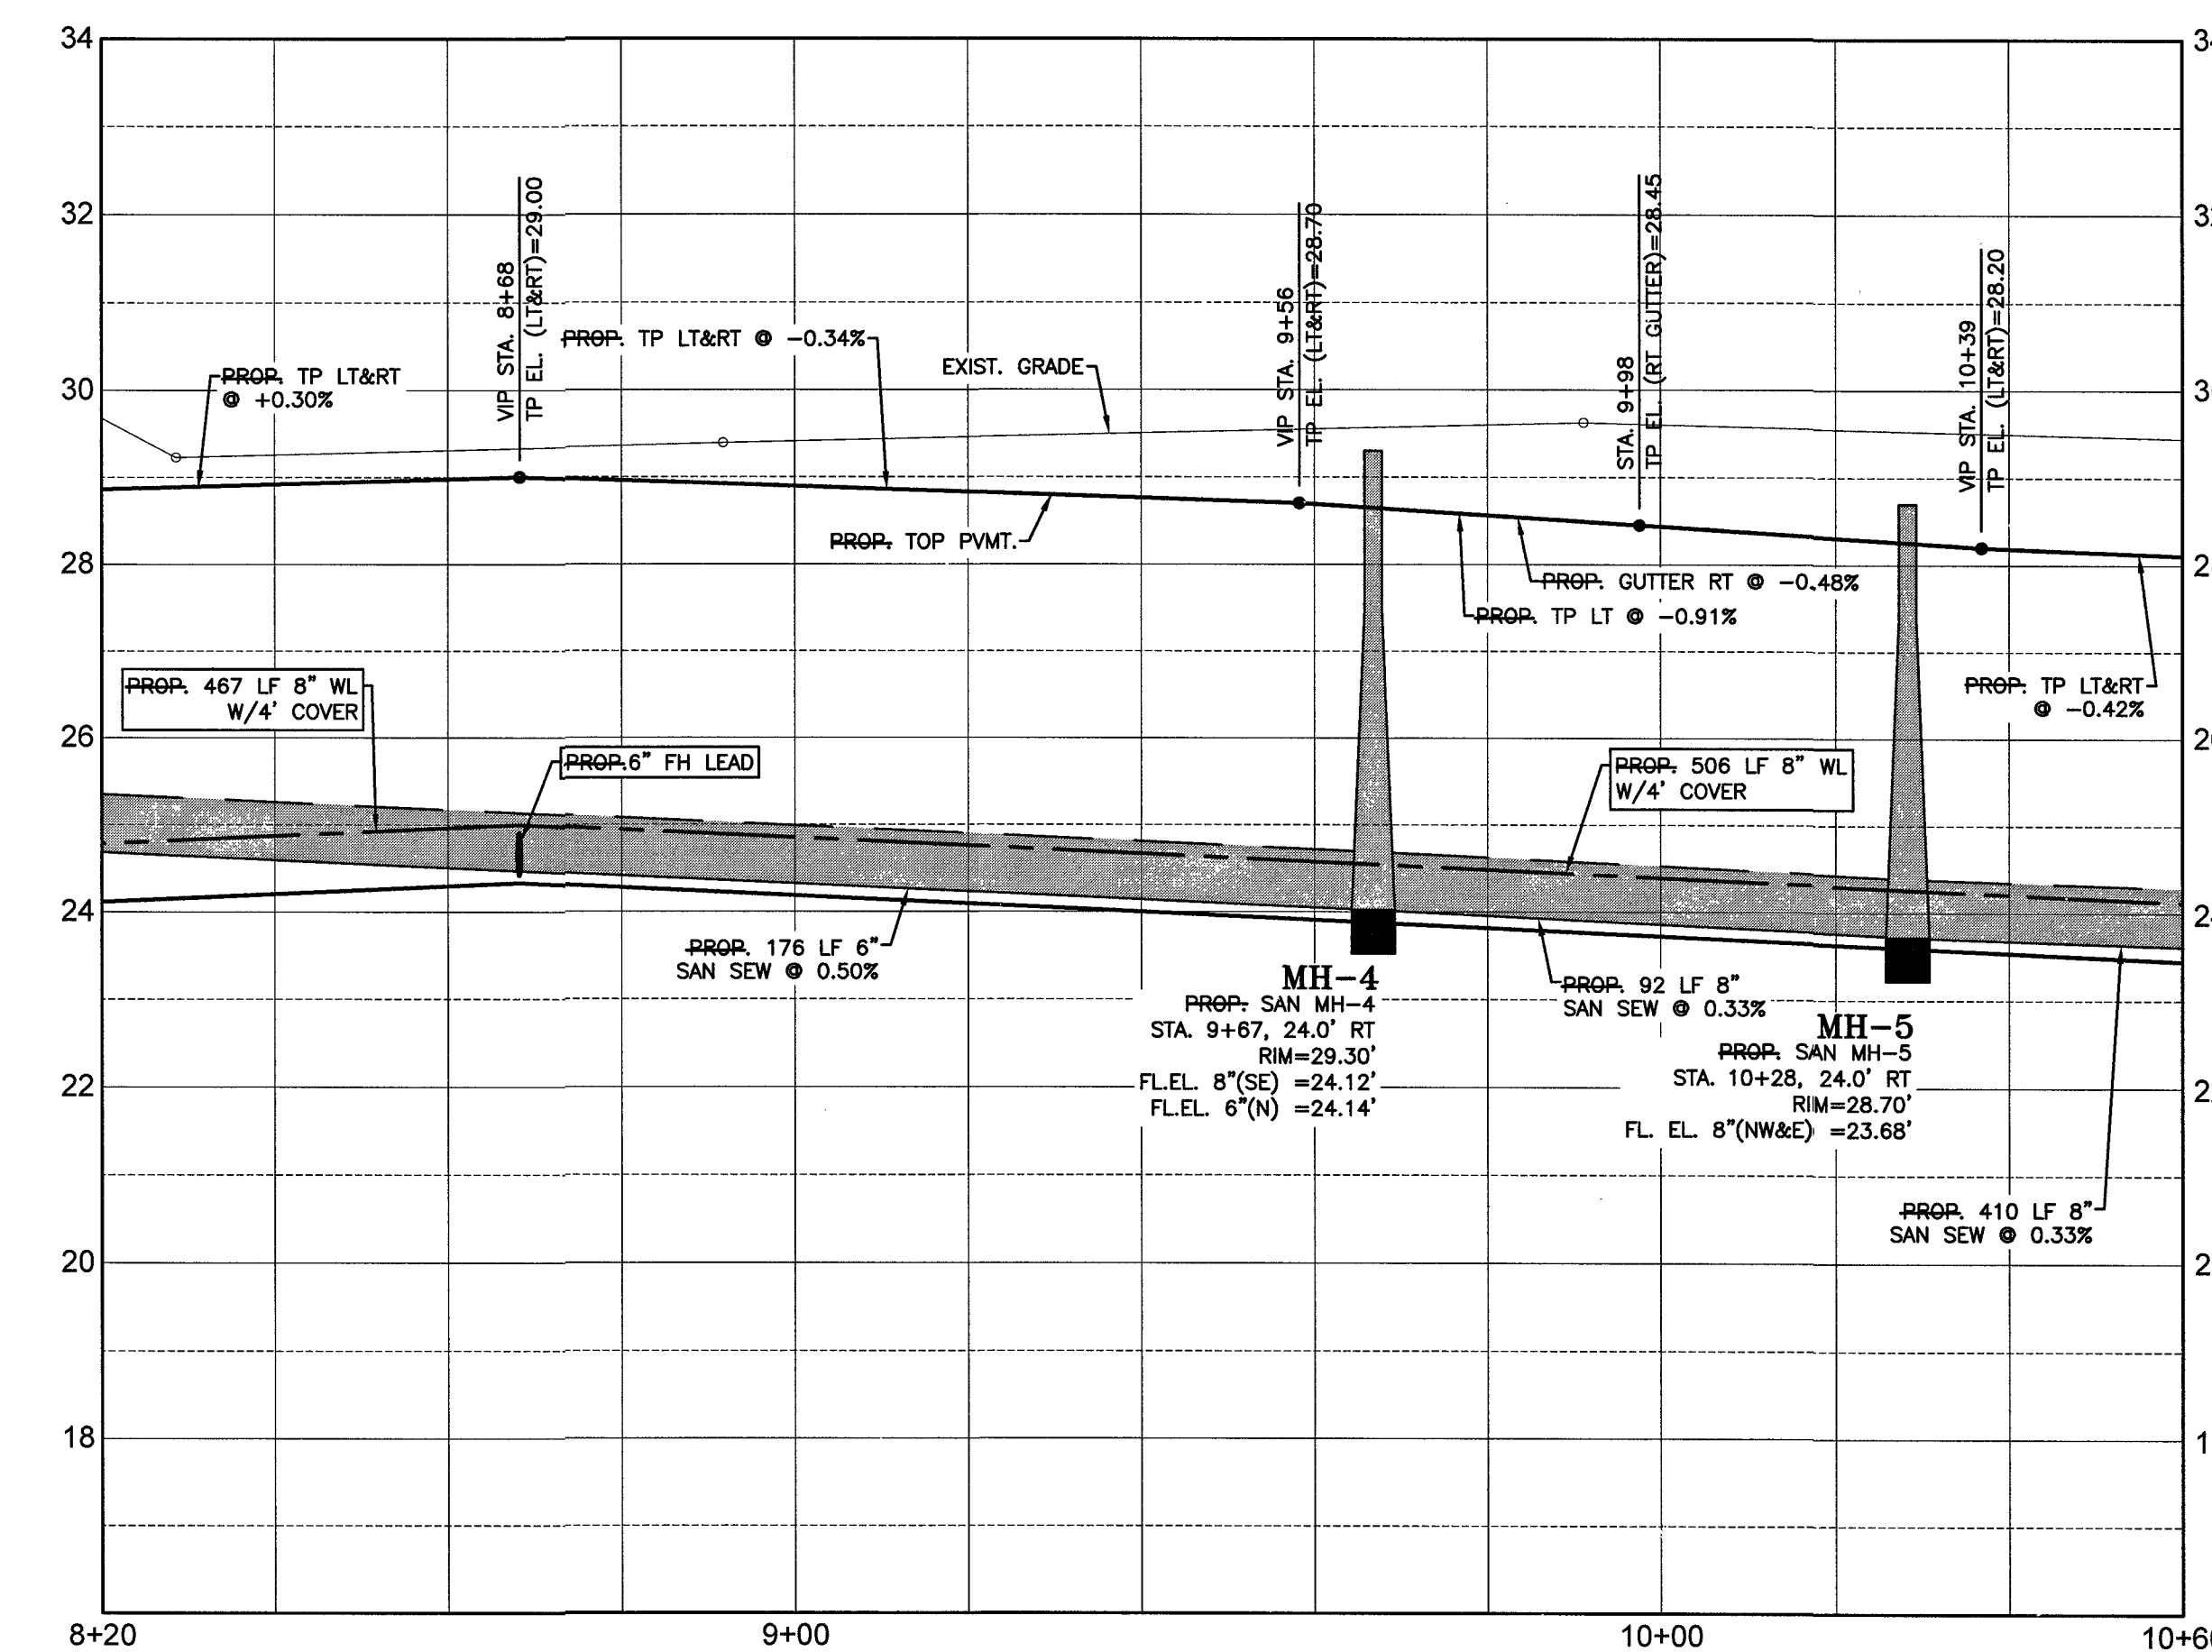 34
32
30
28
26
24
22
20
18
8+20
9+00
10+00
VIP STA. 8+68
TP EL. (LT&RT)=29.00
VIP STA. 9+56
TP EL. (LT&RT)=28.70
STA. 9+98
TP EL. (RT GUTTER)=28.45
VIP STA. 10+39
TP EL. (LT&RT)=28.20
PROP. TP LT&RT
@ +0.30%
PROP. TP LT&RT @ -0.34%
EXIST. GRADE
PROP. TOP PVMT.
PROP. GUTTER RT @ -0.48%
PROP. TP LT @ -0.91%
PROP. TP LT&RT
@ -0.42%
PROP. 467 LF 8" WL
W/4' COVER
PROP.6" FH LEAD
PROP. 506 LF 8" WL
W/4' COVER
PROP. 176 LF 6"
SAN SEW @ 0.50%
MH-4
PROP. SAN MH-4
STA. 9+67, 24.0' RT
RIM=29.30'
FL.EL. 8"(SE) =24.12'
FL.EL. 6"(N) =24.14'
PROP. 92 LF 8"
SAN SEW @ 0.33%
MH-5
PROP. SAN MH-5
STA. 10+28, 24.0' RT
RIM=28.70'
FL. EL. 8"(NW&E) =23.68'
PROP. 410 LF 8"
SAN SEW @ 0.33%